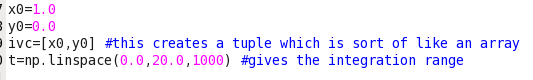 x0=1.0
y0=0.0
ivc=[x0,y0] #this creates a tuple which is sort of like an array
t=np.linspace(0.0,20.0,1000) #gives the integration range